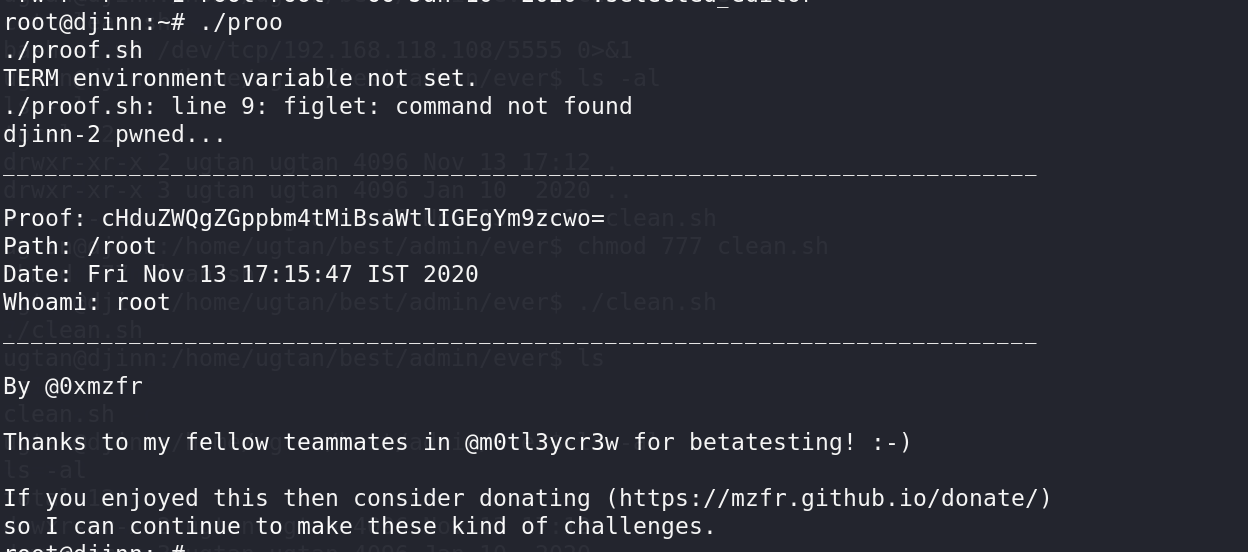 root@djinn:~# ./proo
./proof.sh
TERM environment variable not set.
./proof.sh: line 9: figlet: command not found
djinn-2 pwned...
__________________________________________________________________________
Proof: cHduZWQgZGppbm4tMiBsaWtlIGEgYm9zcwo=
Path: /root
Date: Fri Nov 13 17:15:47 IST 2020
Whoami: root
__________________________________________________________________________
By @0xmzfr
Thanks to my fellow teammates in @m0tl3ycr3w for betatesting! :-)
If you enjoyed this then consider donating (https://mzfr.github.io/donate/)
so I can continue to make these kind of challenges.